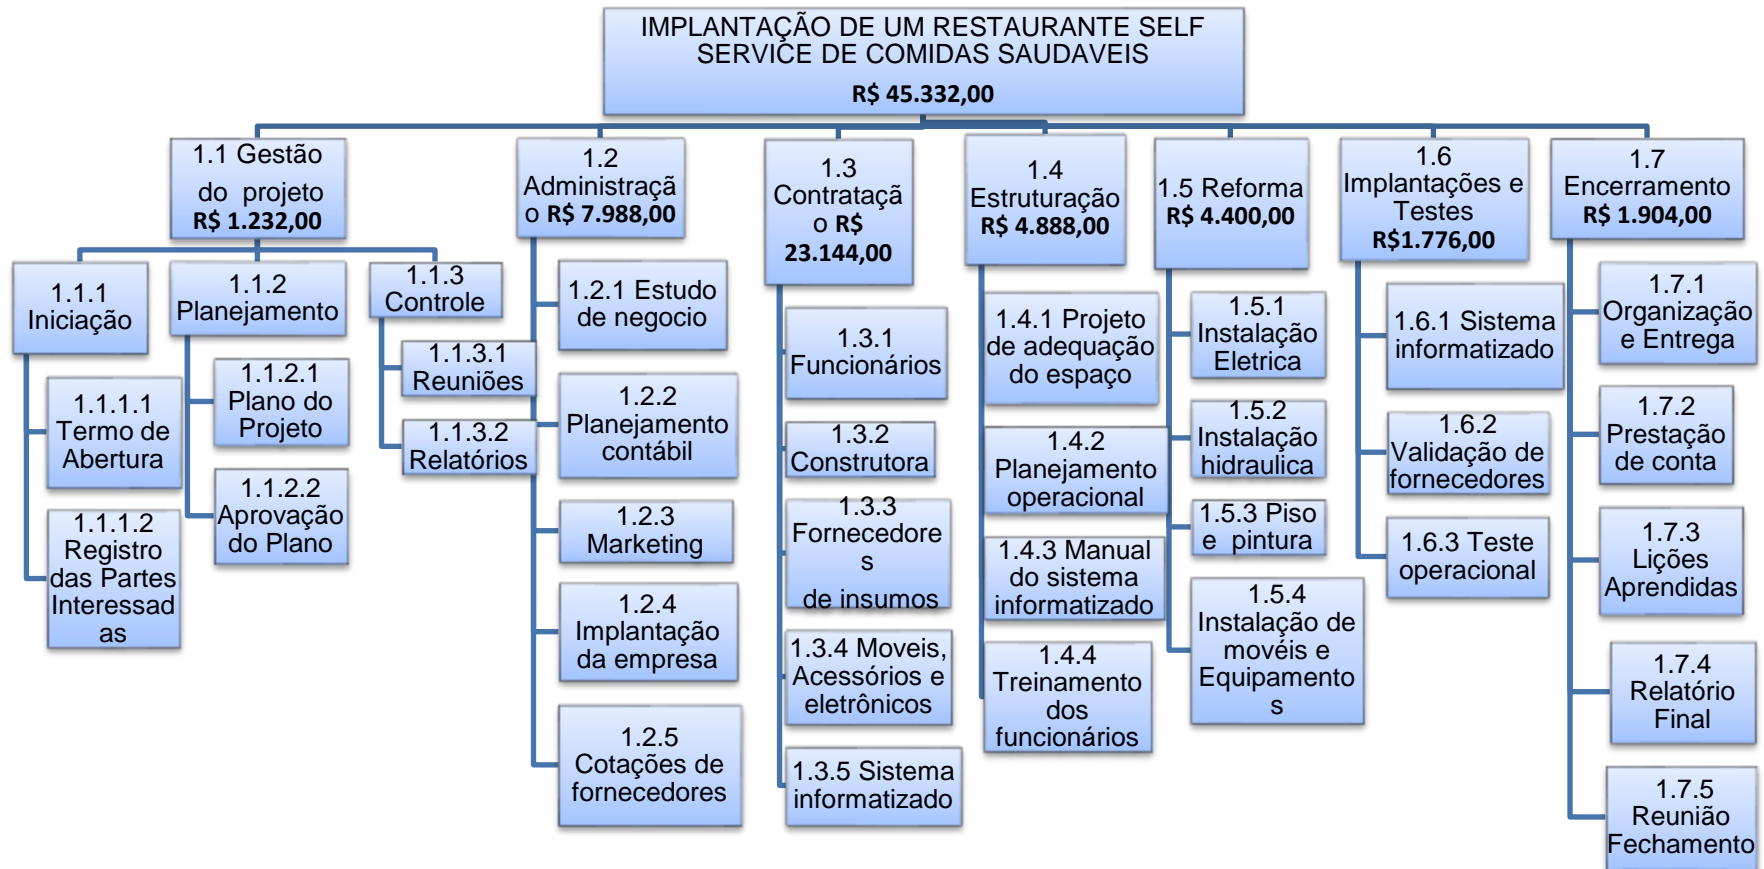 IMPLANTAÇÃO DE UM RESTAURANTE SELF
SERVICE DE COMIDAS SAUDAVEIS
R$ 45.332,00
1.1 Gestão
do projeto
R$ 1.232,00
1.1.1
Iniciação
1.1.1.1
Termo de
Abertura
1.1.1.2
Registro
das Partes
Interessad
as
1.1.2
Planejamento
1.1.2.1
Plano do
Projeto
1.1.2.2
Aprovação
do Plano
1.1.3
Controle
1.1.3.1
Reuniões
1.1.3.2
Relatórios
1.2
Administraçã
o R$ 7.988,00
1.2.1 Estudo
de negocio
1.2.2
Planejamento
contábil
1.2.3
Marketing
1.2.4
Implantação
da empresa
1.2.5
Cotações de
fornecedores
1.3
Contrataçã
o R$
23.144,00
1.3.1
Funcionários
1.3.2
Construtora
1.3.3
Fornecedore
s
de insumos
1.3.4 Moveis,
Acessórios e
eletrônicos
1.3.5 Sistema
informatizado
1.4
Estruturação
R$ 4.888,00
1.4.1 Projeto
de adequação
do espaço
1.4.2
Planejamento
operacional
1.4.3 Manual
do sistema
informatizado
1.4.4
Treinamento
dos
funcionários
1.5 Reforma
R$ 4.400,00
1.5.1
Instalação
Eletrica
1.5.2
Instalação
hidraulica
1.5.3 Piso
e pintura
1.5.4
Instalação de
movéis e
Equipamento
s
1.6
Implantações e
Testes
R$1.776,00
1.6.1 Sistema
informatizado
1.6.2
Validação de
fornecedores
1.6.3 Teste
operacional
1.7
Encerramento
R$ 1.904,00
1.7.1
Organização
e Entrega
1.7.2
Prestação
de conta
1.7.3
Lições
Aprendidas
1.7.4
Relatório
Final
1.7.5
Reunião
Fechamento